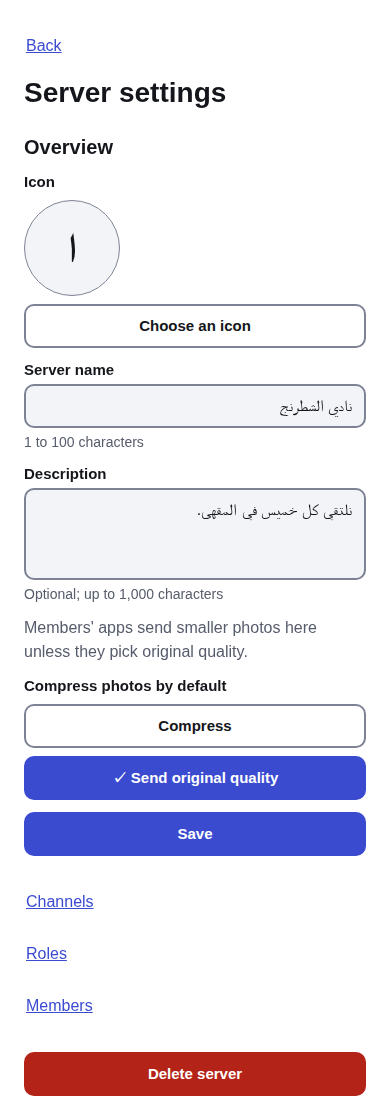 Back
Server settings
Overview
Icon
ا
Choose an icon
Server name
نادي الشطرنج
1 to 100 characters
Description
نلتقي كل خميس في المقهى.
Optional; up to 1,000 characters
Members' apps send smaller photos here
unless they pick original quality.
Compress photos by default
Compress
✓ Send original quality
Save
Channels
Roles
Members
Delete server